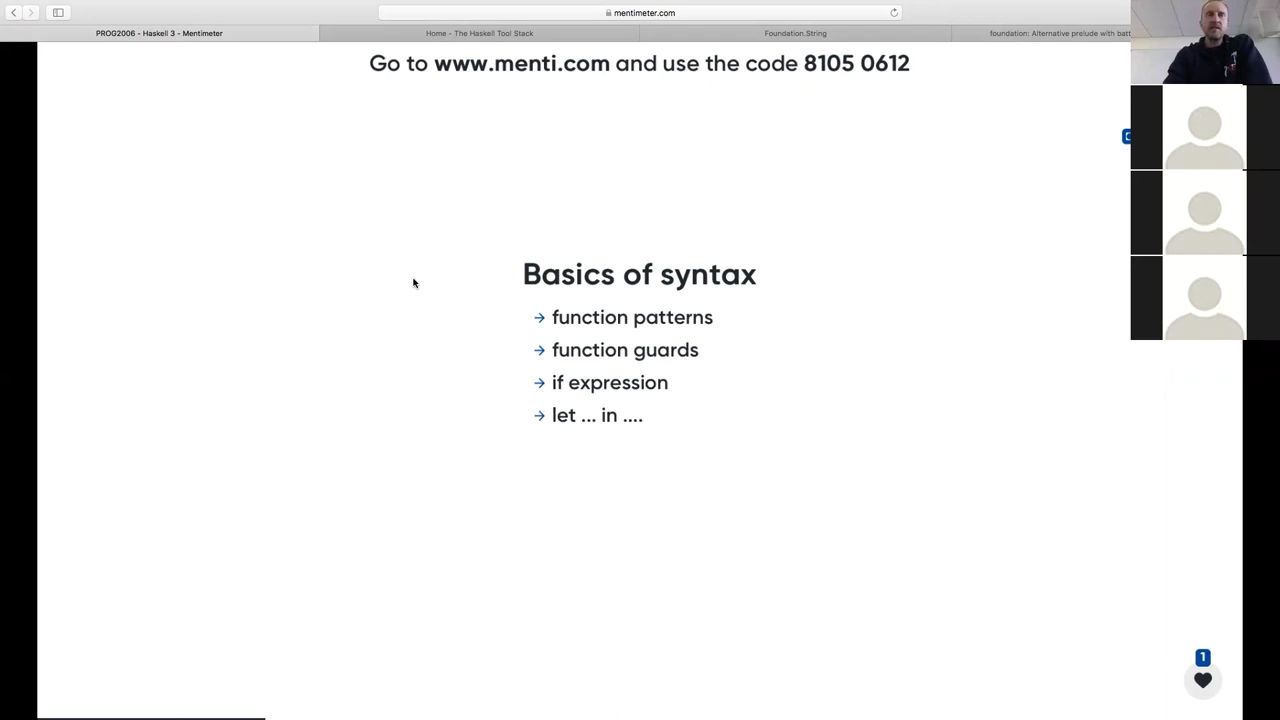 mentimeter.com
PROG2006 - Haskell 3 - Mentimeter
Home - The Haskell Tool Stack
Foundation.String
foundation: Alternative prelude with batt
Go to www.menti.com and use the code 8105 0612
Basics of syntax
→ function patterns
→ function guards
→ if expression
→ let ... in ....
1